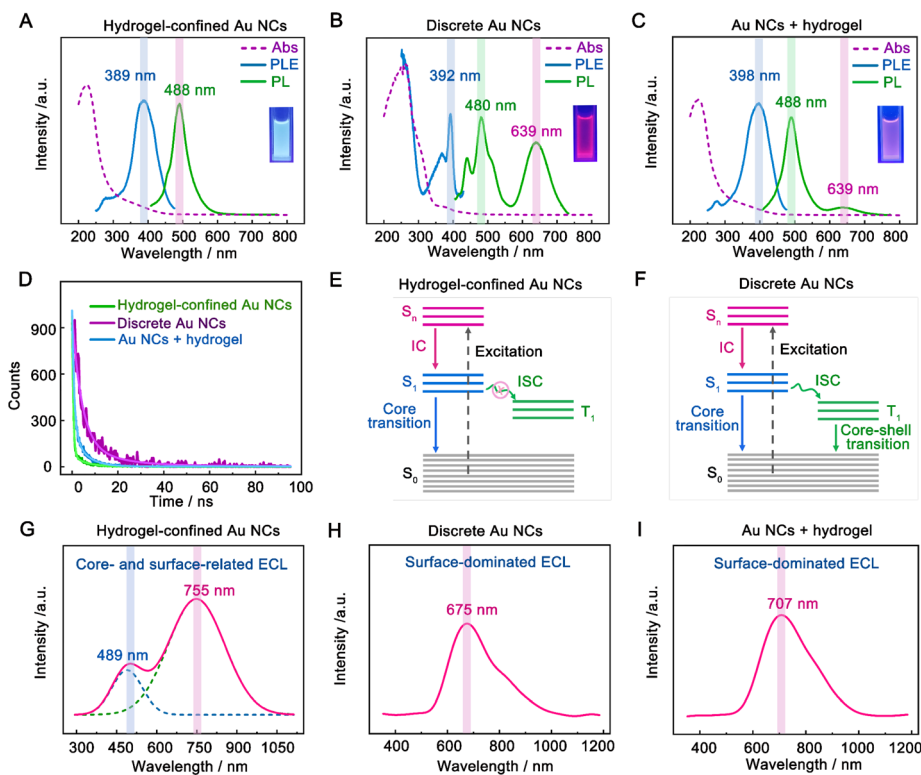 A
Hydrogel-confined Au NCs
Abs
PLE
PL
389 nm
488 nm
Intensity /a.u.
200 300 400 500 600 700 800
Wavelength / nm
B
Discrete Au NCs
Abs
PLE
PL
392 nm
480 nm
639 nm
Intensity /a.u.
200 300 400 500 600 700 800
Wavelength / nm
C
Au NCs + hydrogel
Abs
PLE
PL
398 nm
488 nm
639 nm
Intensity /a.u.
200 300 400 500 600 700 800
Wavelength / nm
D
Hydrogel-confined Au NCs
Discrete Au NCs
Au NCs + hydrogel
Counts
900
600
300
0
0 20 40 60 80 100
Time / ns
E
Hydrogel-confined Au NCs
Sn
IC
Excitation
S1
ISC
T1
Core
transition
S0
F
Discrete Au NCs
Sn
IC
Excitation
S1
ISC
T1
Core
transition
Core-shell
transition
S0
G
Hydrogel-confined Au NCs
Core- and surface-related ECL
755 nm
489 nm
Intensity /a.u.
300 450 600 750 900 1050
Wavelength / nm
H
Discrete Au NCs
Surface-dominated ECL
675 nm
Intensity /a.u.
400 600 800 1000 1200
Wavelength / nm
I
Au NCs + hydrogel
Surface-dominated ECL
707 nm
Intensity /a.u.
400 600 800 1000 1200
Wavelength / nm